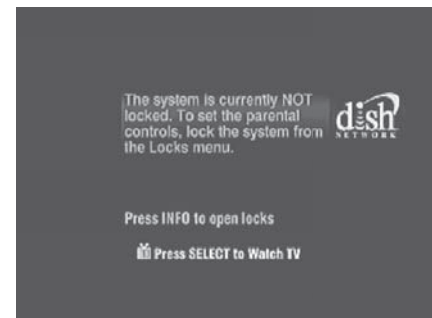 The system is currently NOT
locked. To set the parental
controls, lock the system from
the Locks menu.
dish
NETWORK
Press INFO to open locks
Press SELECT to Watch TV